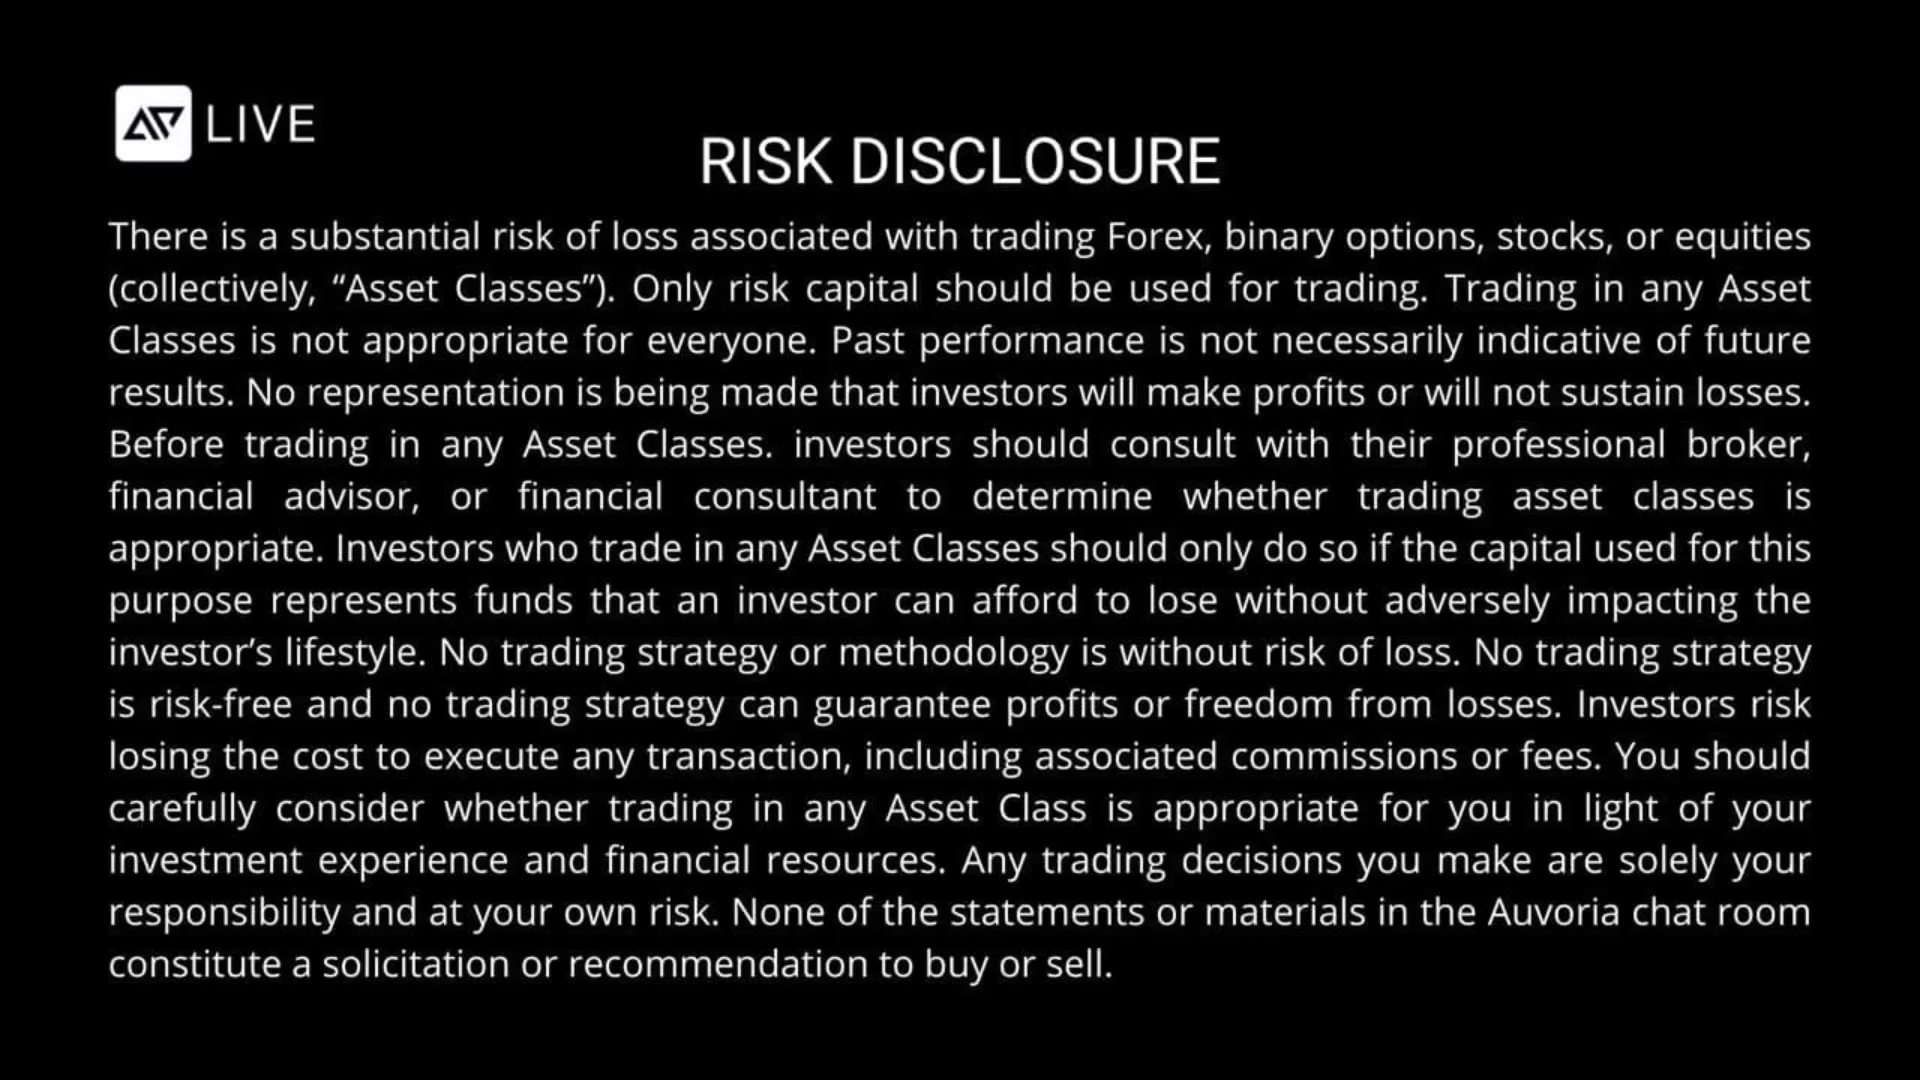 LIVE
RISK DISCLOSURE
There is a substantial risk of loss associated with trading Forex, binary options, stocks, or equities
(collectively, “Asset Classes”). Only risk capital should be used for trading. Trading in any Asset
Classes is not appropriate for everyone. Past performance is not necessarily indicative of future
results. No representation is being made that investors will make profits or will not sustain losses.
Before trading in any Asset Classes. investors should consult with their professional broker,
financial advisor, or financial consultant to determine whether trading asset classes is
appropriate. Investors who trade in any Asset Classes should only do so if the capital used for this
purpose represents funds that an investor can afford to lose without adversely impacting the
investor’s lifestyle. No trading strategy or methodology is without risk of loss. No trading strategy
is risk-free and no trading strategy can guarantee profits or freedom from losses. Investors risk
losing the cost to execute any transaction, including associated commissions or fees. You should
carefully consider whether trading in any Asset Class is appropriate for you in light of your
investment experience and financial resources. Any trading decisions you make are solely your
responsibility and at your own risk. None of the statements or materials in the Auvoria chat room
constitute a solicitation or recommendation to buy or sell.